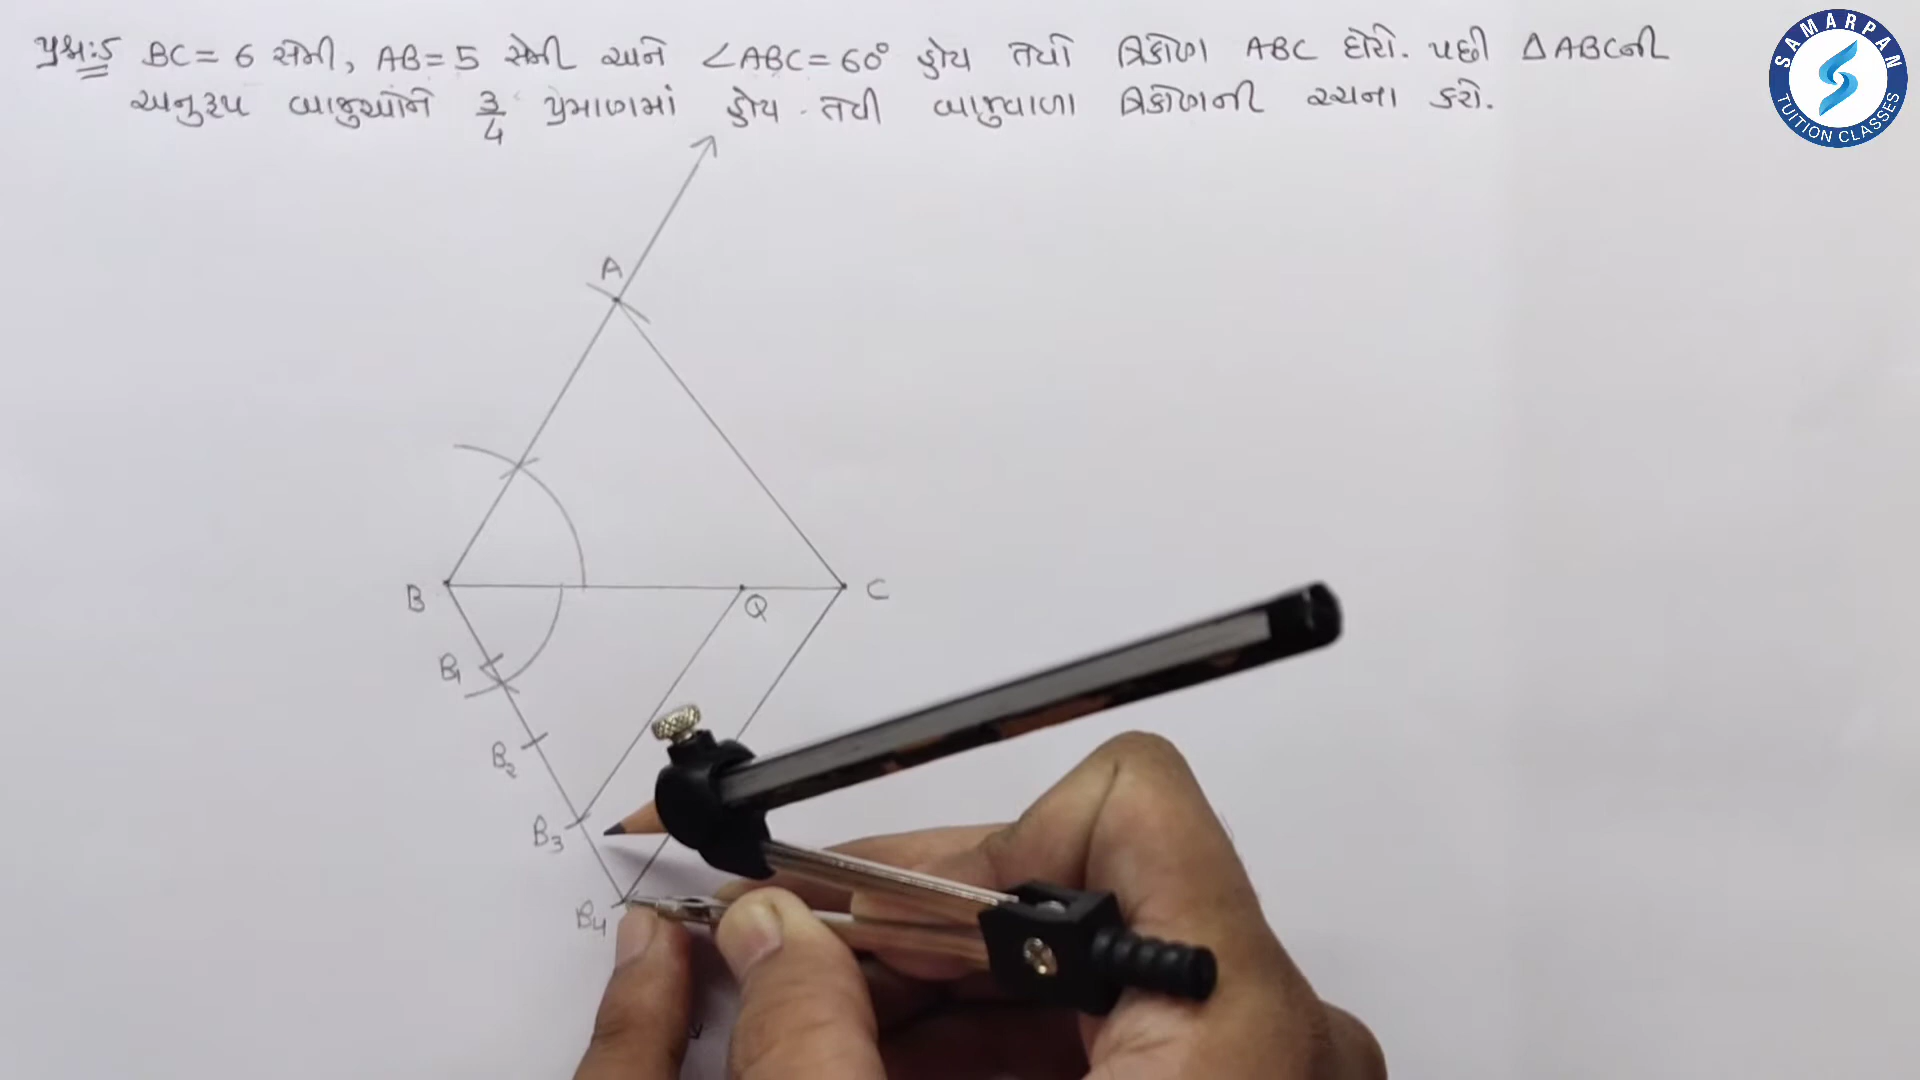 પ્રશ્ન:5 BC = 6 સેમી, AB = 5 સેમી અને ∠ABC = 60° હોય તેવો ત્રિકોણ ABC દોરો. પછી △ABCની
અનુરૂપ બાજુઓને 3/4 પ્રમાણમાં હોય તેવી બાજુવાળા ત્રિકોણની રચના કરો.
SAMARPAN
TUITION CLASSES
A
B
Q
C
B1
B2
B3
B4